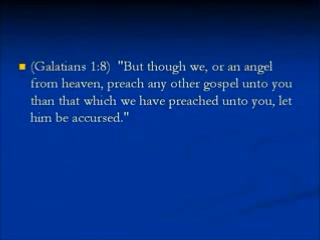 (Galatians 1:8)  "But though we, or an angel
from heaven, preach any other gospel unto you
than that which we have preached unto you, let
him be accursed."